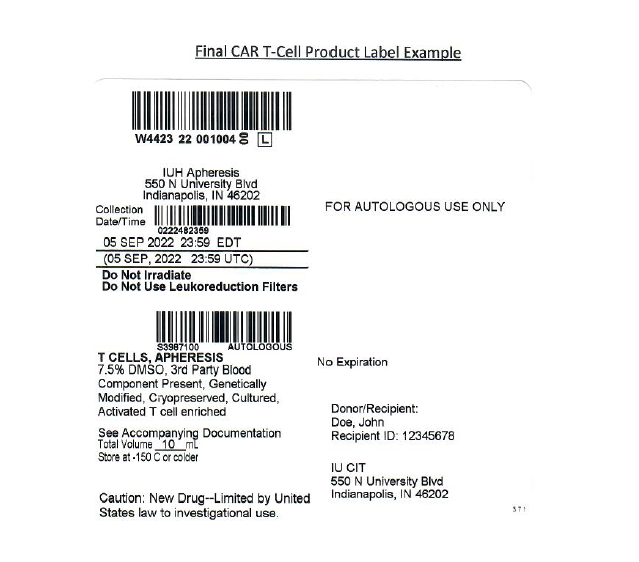 Final CAR T-Cell Product Label Example
W4423 22 001004 00 L
IUH Apheresis
550 N University Blvd
Indianapolis, IN 46202
Collection
Date/Time
0222482359
05 SEP 2022 23:59 EDT
(05 SEP, 2022 23:59 UTC)
Do Not Irradiate
Do Not Use Leukoreduction Filters
FOR AUTOLOGOUS USE ONLY
S3987100 AUTOLOGOUS
T CELLS, APHERESIS
7.5% DMSO, 3rd Party Blood
Component Present, Genetically
Modified, Cryopreserved, Cultured,
Activated T cell enriched
See Accompanying Documentation
Total Volume 10 mL
Store at -150 C or colder
Caution: New Drug--Limited by United
States law to investigational use.
No Expiration
Donor/Recipient:
Doe, John
Recipient ID: 12345678
IU CIT
550 N University Blvd
Indianapolis, IN 46202
571